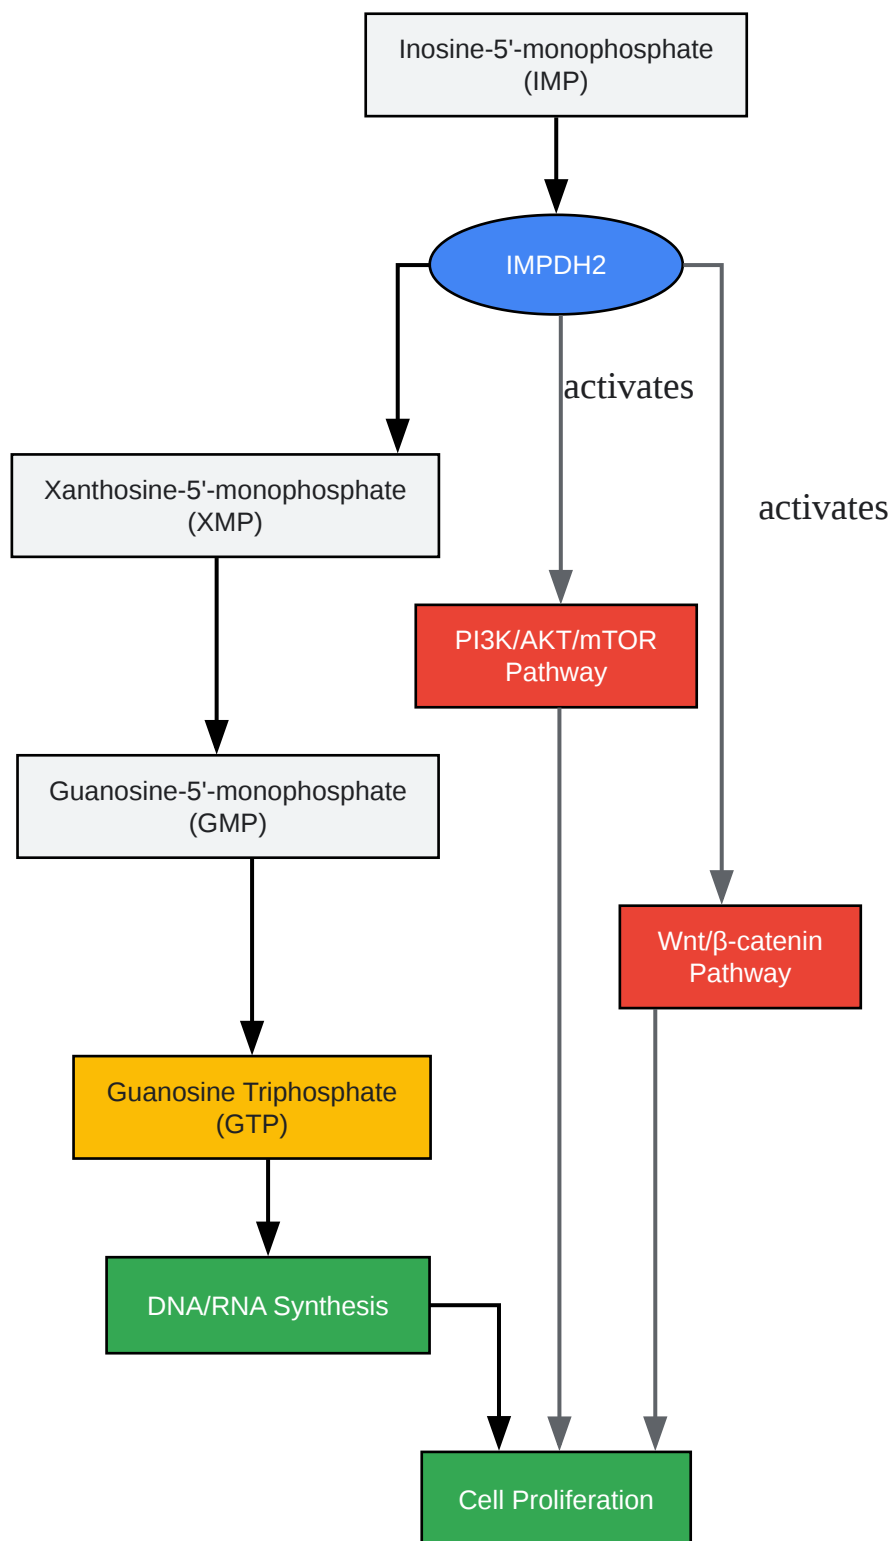 Inosine-5'-monophosphate
(IMP)
IMPDH2
activates
activates
Xanthosine-5'-monophosphate
(XMP)
PI3K/AKT/mTOR
Pathway
Guanosine-5'-monophosphate
(GMP)
Wnt/β-catenin
Pathway
Guanosine Triphosphate
(GTP)
DNA/RNA Synthesis
Cell Proliferation